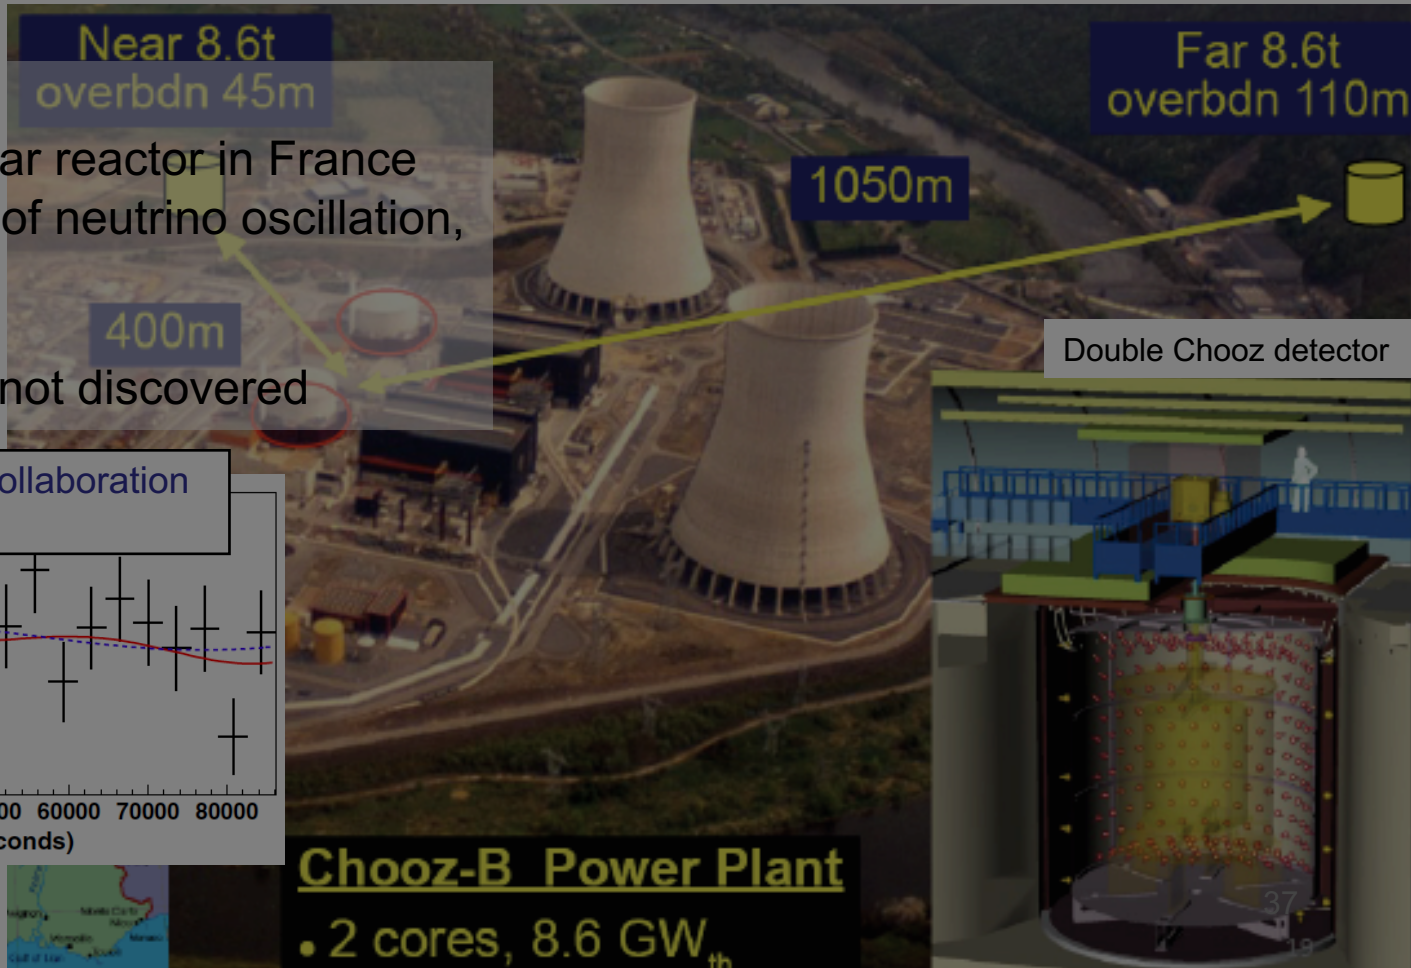 Near 8.6t
overbdn 45m
Far 8.6t
overbdn 110m
ar reactor in France
of neutrino oscillation,
1050m
400m
not discovered
Double Chooz detector
ollaboration
00 60000 70000 80000
conds)
Chooz-B Power Plant
• 2 cores, 8.6 GWth
37
19